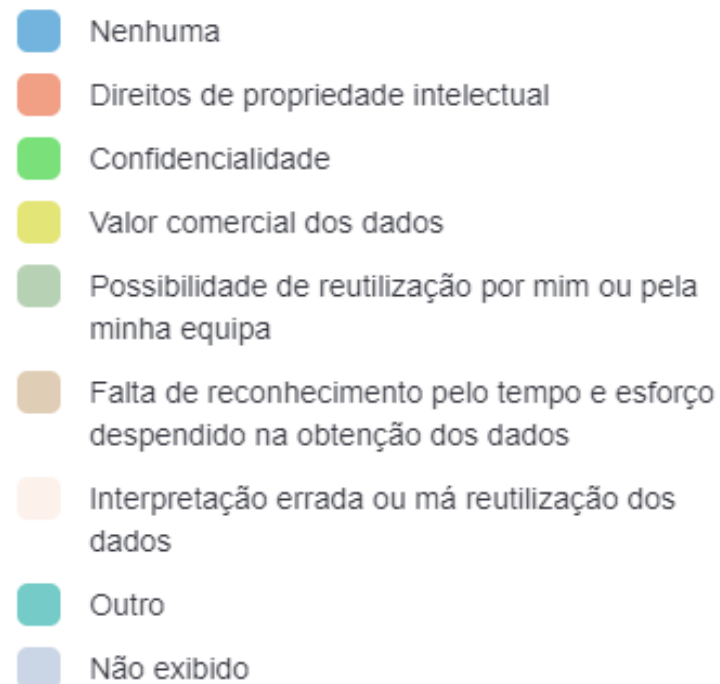 Nenhuma
Direitos de propriedade intelectual
Confidencialidade
Valor comercial dos dados
Possibilidade de reutilização por mim ou pela
minha equipa
Falta de reconhecimento pelo tempo e esforço
despendido na obtenção dos dados
Interpretação errada ou má reutilização dos
dados
Outro
Não exibido